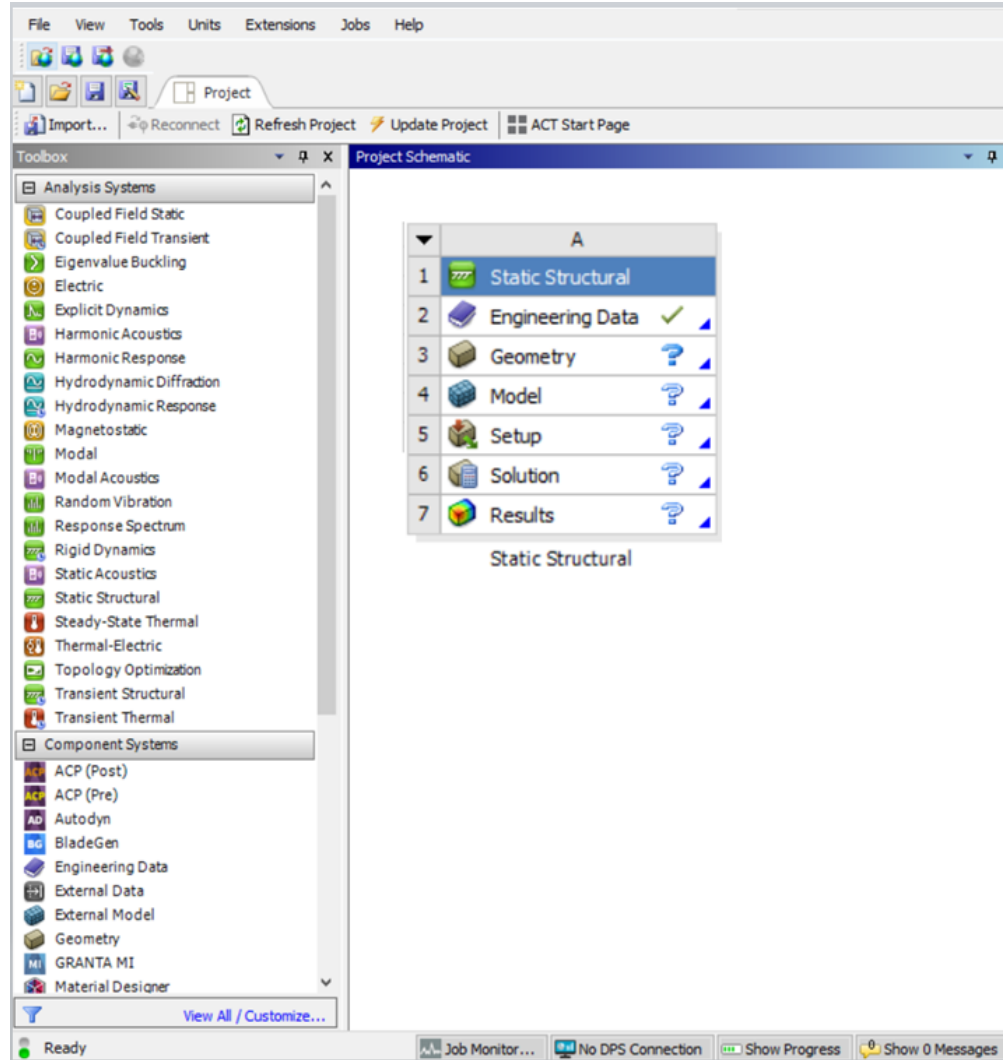 File View Tools Units Extensions Jobs Help
Project
Import... Reconnect Refresh Project Update Project ACT Start Page
Toolbox
Analysis Systems
Coupled Field Static
Coupled Field Transient
Eigenvalue Buckling
Electric
Explicit Dynamics
Harmonic Acoustics
Harmonic Response
Hydrodynamic Diffraction
Hydrodynamic Response
Magnetostatic
Modal
Modal Acoustics
Random Vibration
Response Spectrum
Rigid Dynamics
Static Acoustics
Static Structural
Steady-State Thermal
Thermal-Electric
Topology Optimization
Transient Structural
Transient Thermal
Component Systems
ACP ACP (Post)
ACP ACP (Pre)
AD Autodyn
BG BladeGen
Engineering Data
External Data
External Model
Geometry
MI GRANTA MI
Material Designer
View All / Customize...
Project Schematic
A
1 Static Structural
2 Engineering Data
3 Geometry ?
4 Model ?
5 Setup ?
6 Solution ?
7 Results ?
Static Structural
Ready Job Monitor... No DPS Connection Show Progress 0 Show 0 Messages